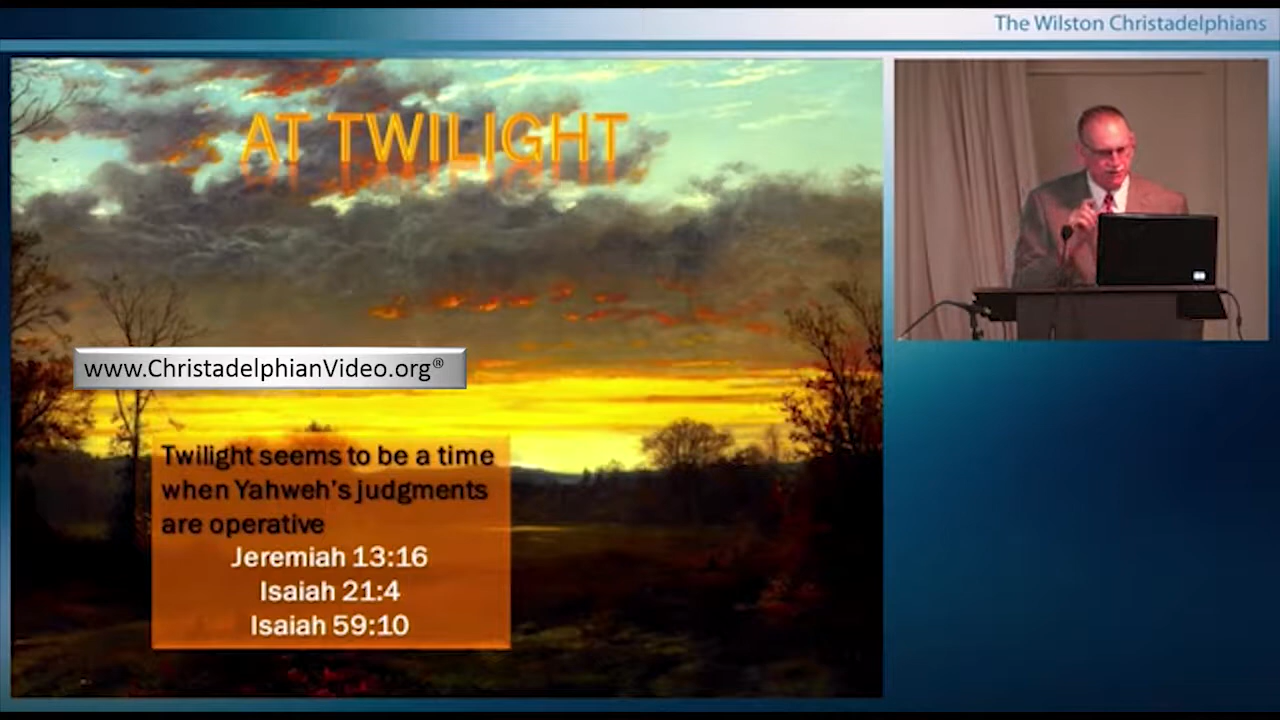 The Wilston Christadelphians
AT TWILIGHT
www.ChristadelphianVideo.org®
Twilight seems to be a time
when Yahweh's judgments
are operative
Jeremiah 13:16
Isaiah 21:4
Isaiah 59:10